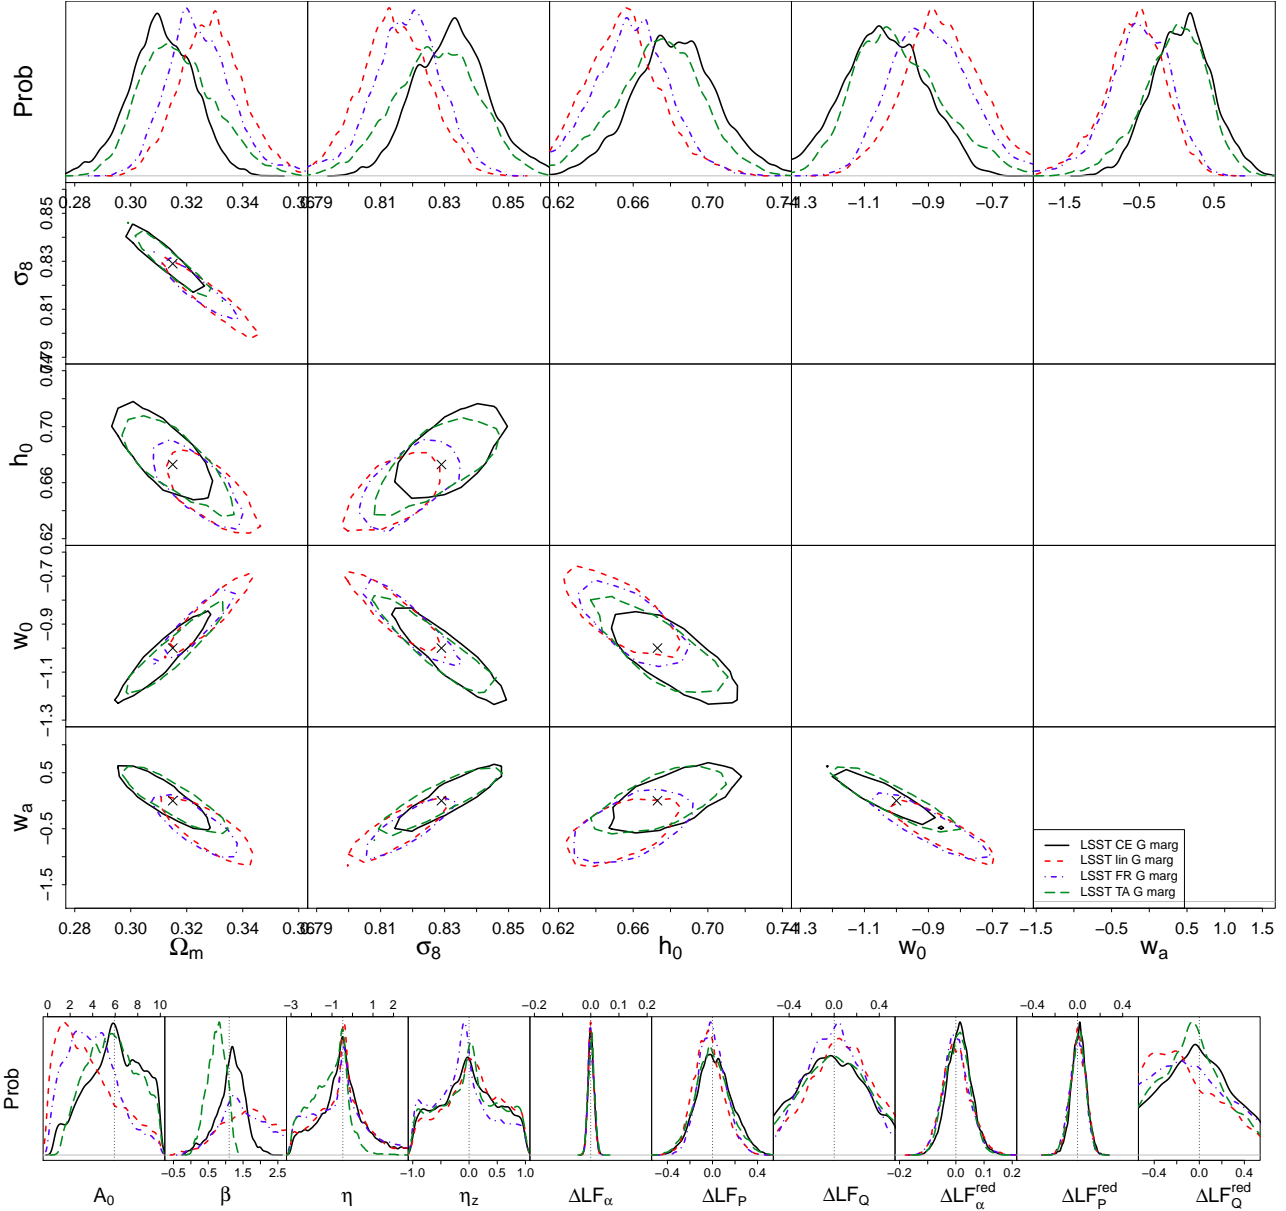 Prob
0.28 0.30 0.32 0.34 0.36
0.79 0.81 0.83 0.85
0.62 0.66 0.70 0.74
−1.3 −1.1 −0.9 −0.7
−1.5 −0.5 0.5 1.5
σ8
0.79 0.81 0.83 0.85
h0
0.62 0.66 0.70 0.74
w0
−1.3 −1.1 −0.9 −0.7
wa
−1.5 −0.5 0.5
LSST CE G marg
LSST lin G marg
LSST FR G marg
LSST TA G marg
0.28 0.30 0.32 0.34 0.36
0.79 0.81 0.83 0.85
0.62 0.66 0.70 0.74
−1.3 −1.1 −0.9 −0.7
−1.5 −0.5 0.5 1.5
Ωm σ8 h0 w0 wa
0 2 4 6 8 10
−3 −1 0 1 2
−0.2 0.0 0.2
−0.4 0.0 0.4
−0.4 0.0 0.4
Prob
−0.5 0.5 1.5 2.5
−1.0 0.0 0.5 1.0
−0.4 0.0 0.4
−0.2 −0.1 0.0 0.1 0.2
−0.4 0.0 0.4
A0 β η ηz ΔLFα ΔLFP ΔLFQ ΔLFα^red ΔLFP^red ΔLFQ^red